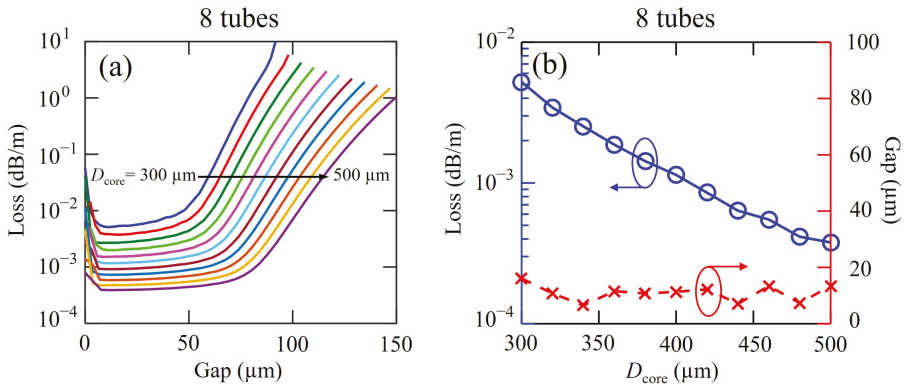 8 tubes
(a)
10^1
10^0
10^-1
10^-2
10^-3
10^-4
Loss (dB/m)
D_core = 300 µm
500 µm
0
50
100
150
Gap (µm)
8 tubes
(b)
10^-2
10^-3
10^-4
Loss (dB/m)
100
80
60
40
20
0
Gap (µm)
300
350
400
450
500
D_core (µm)